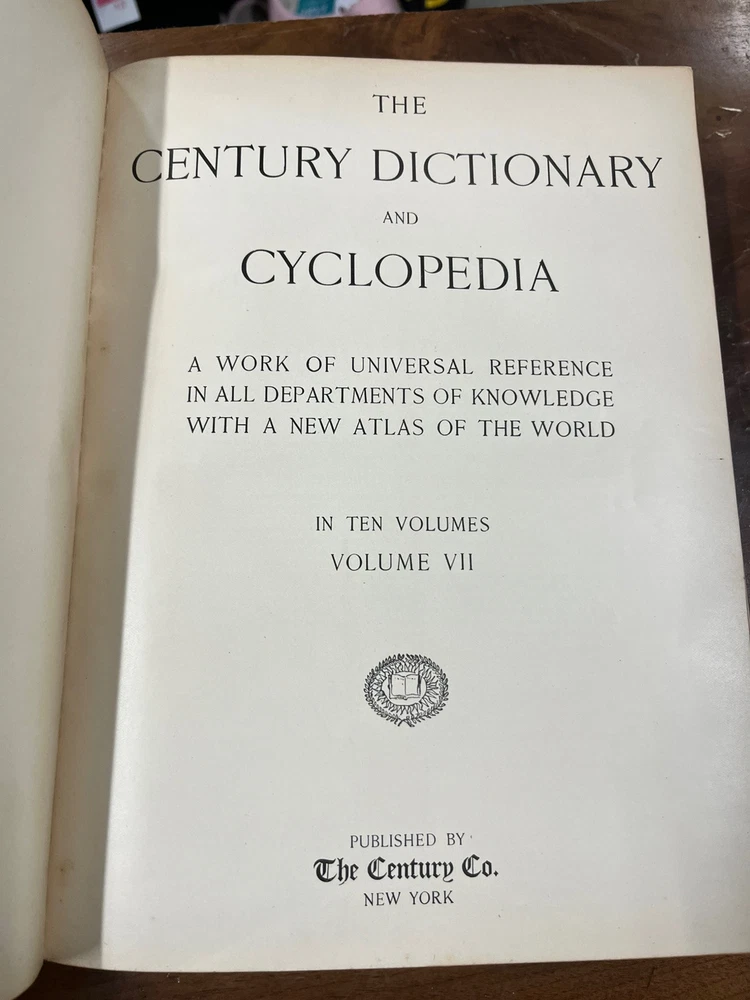 THE
CENTURY DICTIONARY
AND
CYCLOPEDIA
A WORK OF UNIVERSAL REFERENCE
IN ALL DEPARTMENTS OF KNOWLEDGE
WITH A NEW ATLAS OF THE WORLD
IN TEN VOLUMES
VOLUME VII
PUBLISHED BY
The Century Co.
NEW YORK